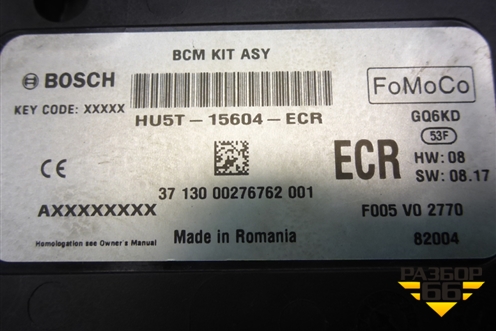 BCM KIT ASY
BOSCH
FoMoCo
KEY CODE: XXXXX
HU5T-15604-ECR
GQ6KD
53F
CE
ECR
HW: 08
SW: 08.17
37 130 00276762 001
AXXXXXXXXX
F005 V0 2770
Homologation see Owner's Manual
Made in Romania
82004
РАЗБОР
66